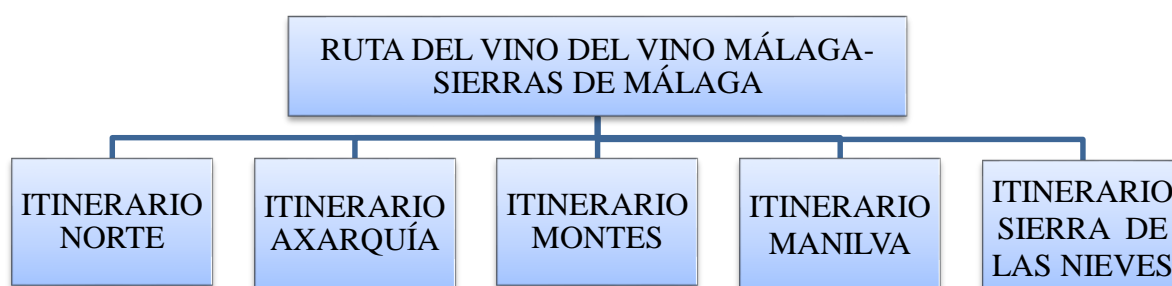 RUTA DEL VINO DEL VINO MÁLAGA-
SIERRAS DE MÁLAGA
ITINERARIO
NORTE
ITINERARIO
AXARQUÍA
ITINERARIO
MONTES
ITINERARIO
MANILVA
ITINERARIO
SIERRA DE
LAS NIEVES